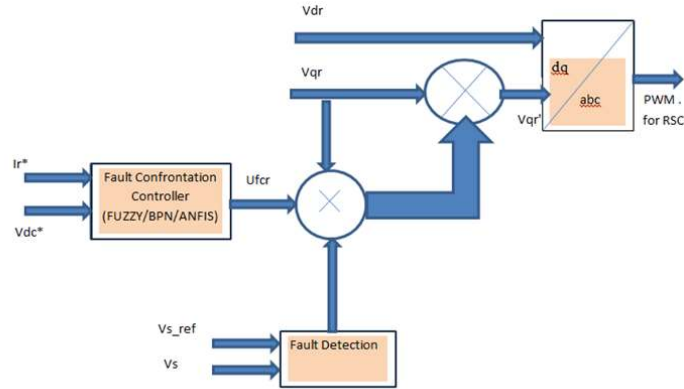 Vdr
Vqr
dq
abc
Vqr'
PWM .
for RSC
Ir*
Vdc*
Fault Confrontation
Controller
(FUZZY/BPN/ANFIS)
Ufcr
Vs_ref
Vs
Fault Detection